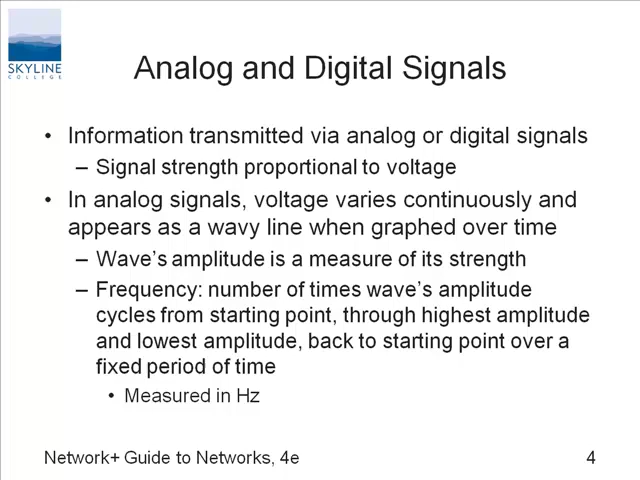 SKYLINE
COLLEGE
Analog and Digital Signals
• Information transmitted via analog or digital signals
– Signal strength proportional to voltage
• In analog signals, voltage varies continuously and
appears as a wavy line when graphed over time
– Wave's amplitude is a measure of its strength
– Frequency: number of times wave's amplitude
cycles from starting point, through highest amplitude
and lowest amplitude, back to starting point over a
fixed period of time
• Measured in Hz
Network+ Guide to Networks, 4e
4